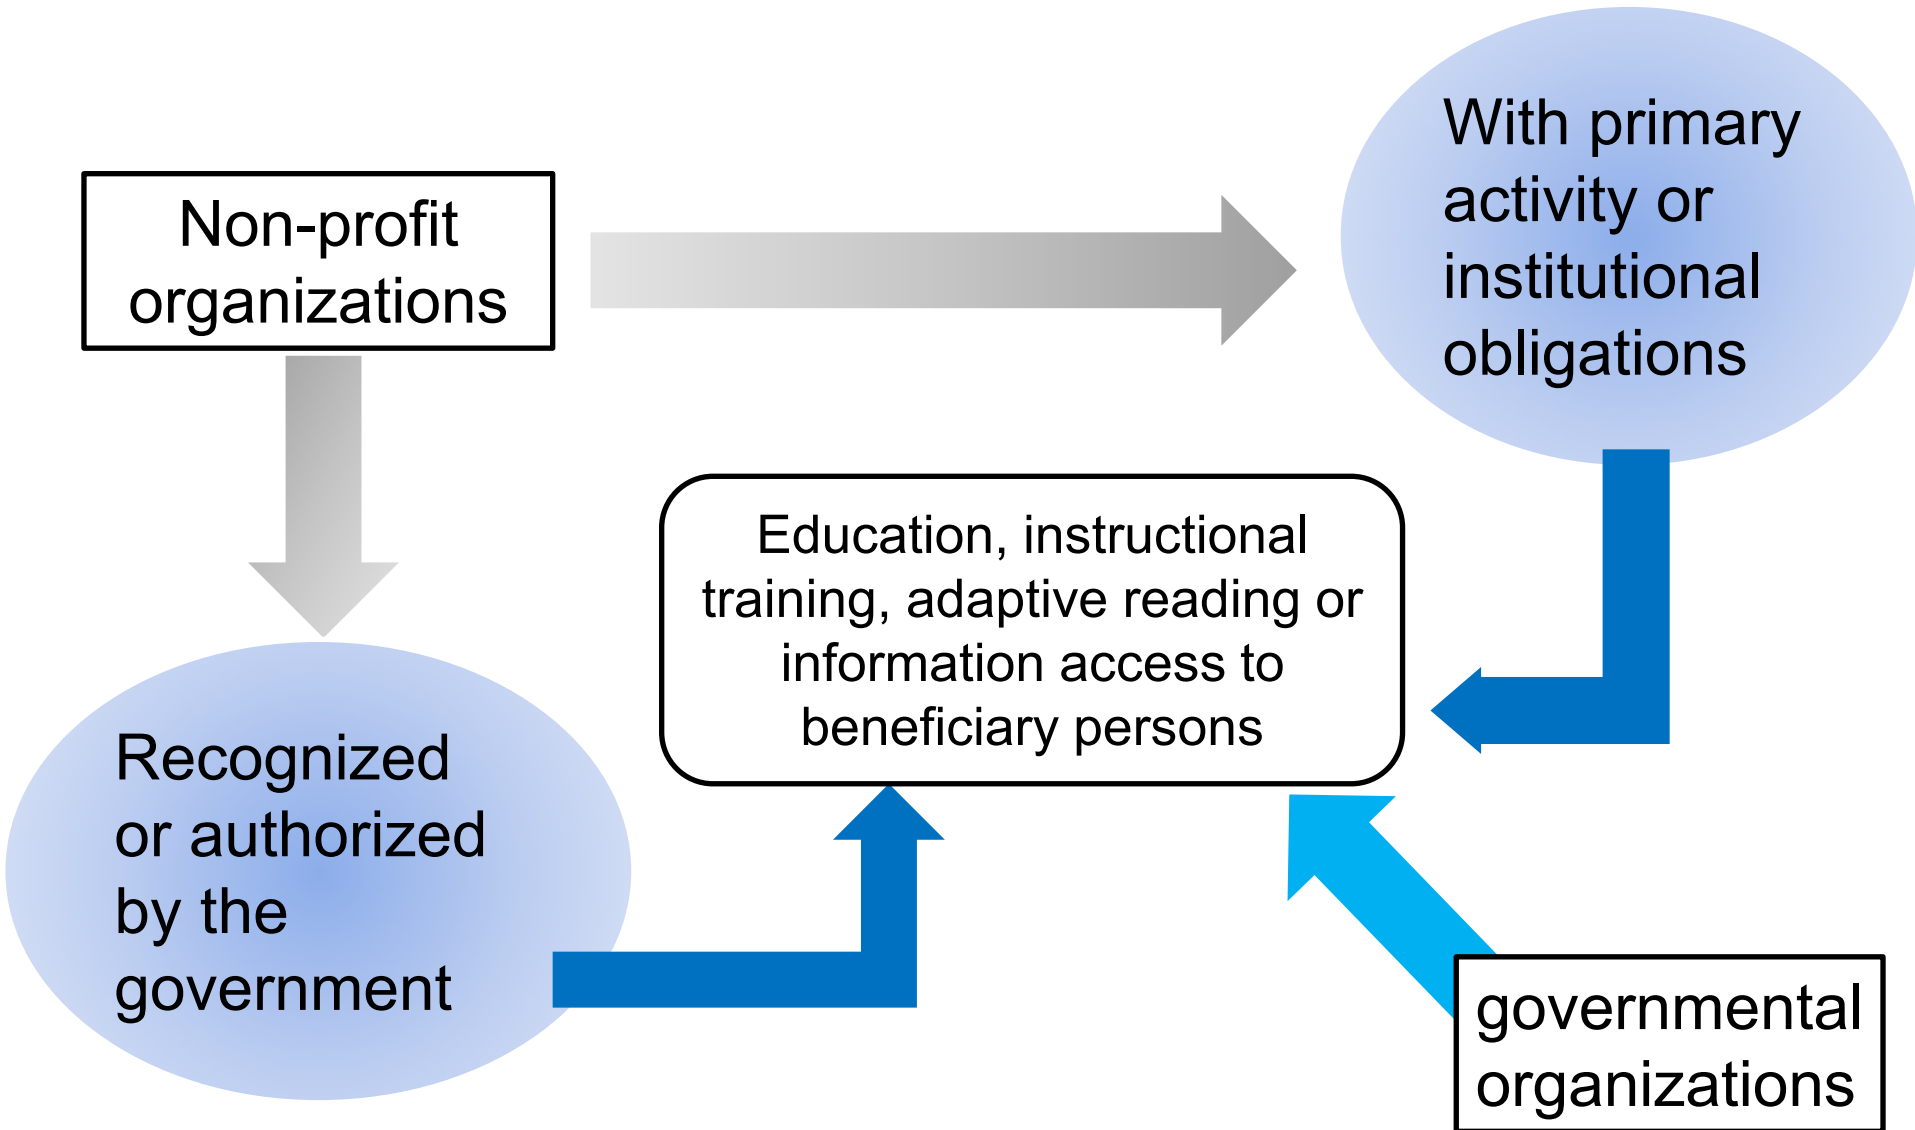 Non-profit
organizations
With primary
activity or
institutional
obligations
Education, instructional
training, adaptive reading or
information access to
beneficiary persons
Recognized
or authorized
by the
government
governmental
organizations